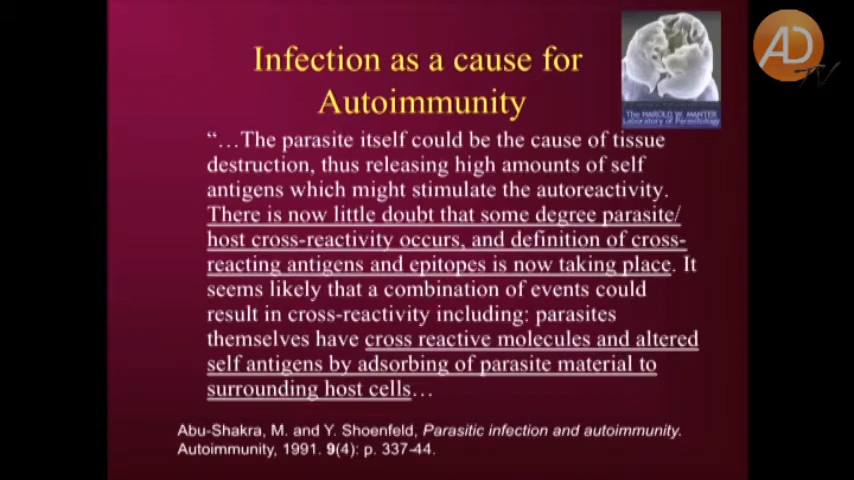 Infection as a cause for
Autoimmunity
AD
TV
The HAROLD W. MANTER
Laboratory of Parasitology
“…The parasite itself could be the cause of tissue
destruction, thus releasing high amounts of self
antigens which might stimulate the autoreactivity.
There is now little doubt that some degree parasite/
host cross-reactivity occurs, and definition of cross-
reacting antigens and epitopes is now taking place. It
seems likely that a combination of events could
result in cross-reactivity including: parasites
themselves have cross reactive molecules and altered
self antigens by adsorbing of parasite material to
surrounding host cells…
Abu-Shakra, M. and Y. Shoenfeld, Parasitic infection and autoimmunity.
Autoimmunity, 1991. 9(4): p. 337-44.